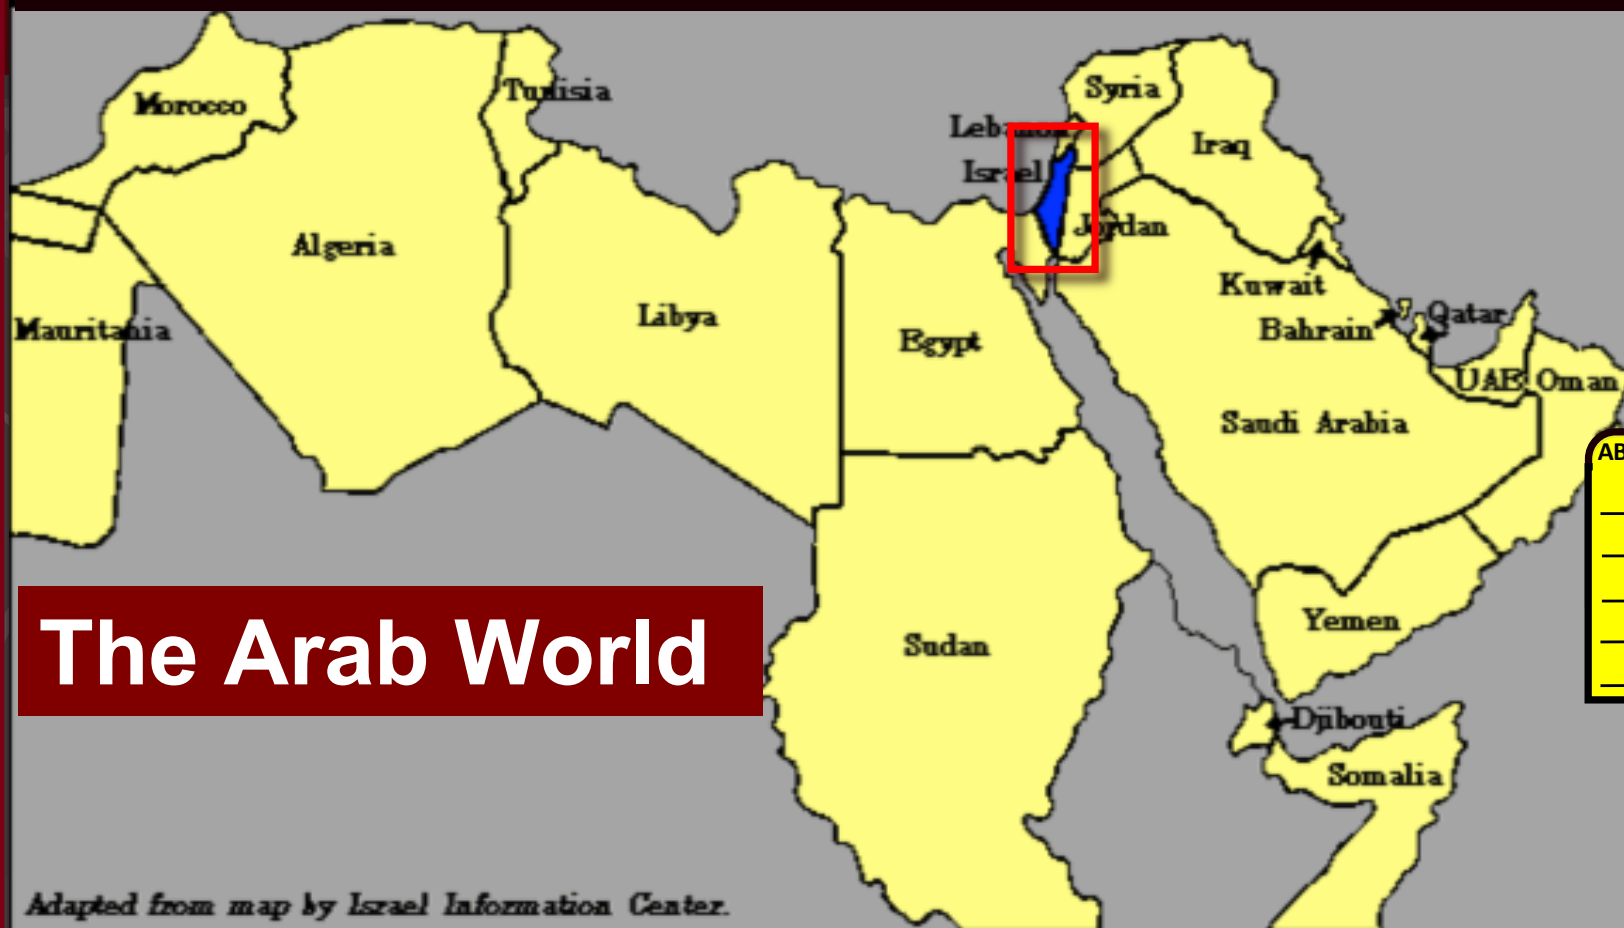 Morocco
Tunisia
Syria
Lebanon
Iraq
Israel
Jordan
Algeria
Kuwait
Libya
Mauritania
Bahrain
Qatar
Egypt
UAE
Oman
Saudi Arabia
AB
Yemen
Sudan
The Arab World
Djibouti
Somalia
Adapted from map by Israel Information Center.